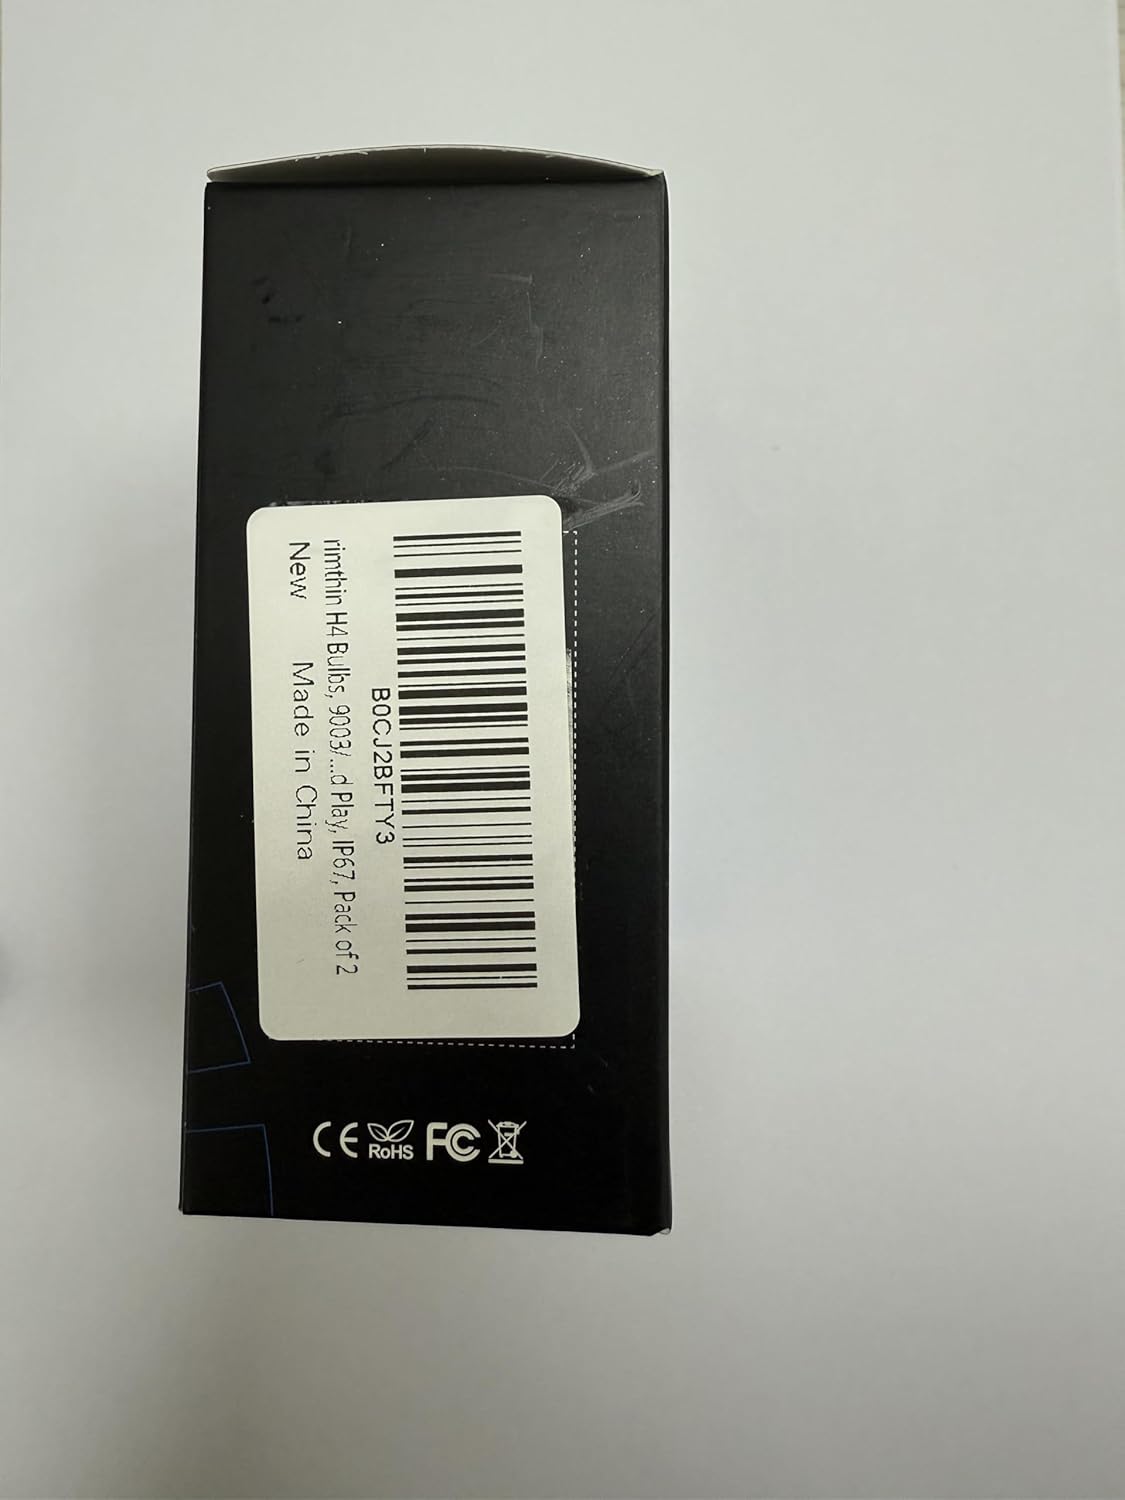 B0CJ2BFTY3
rimthin H4 Bulbs, 9003/...d Play, IP67, Pack of 2
New Made in China
CE RoHS FC